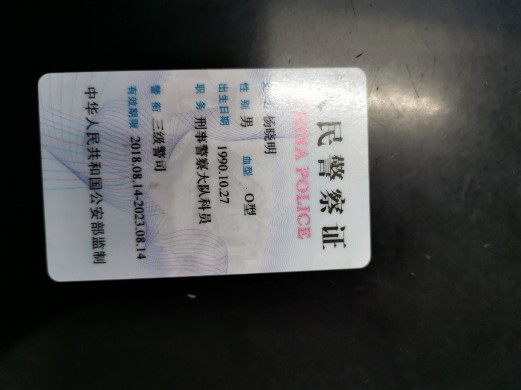 民警察证
CHINA POLICE
杨晓明
性 别 男 血型 O型
出生日期 1990.10.27
职 务 刑事警察大队科员
警 衔 三级警司
有效期限 2018.08.14-2023.08.14
中华人民共和国公安部监制